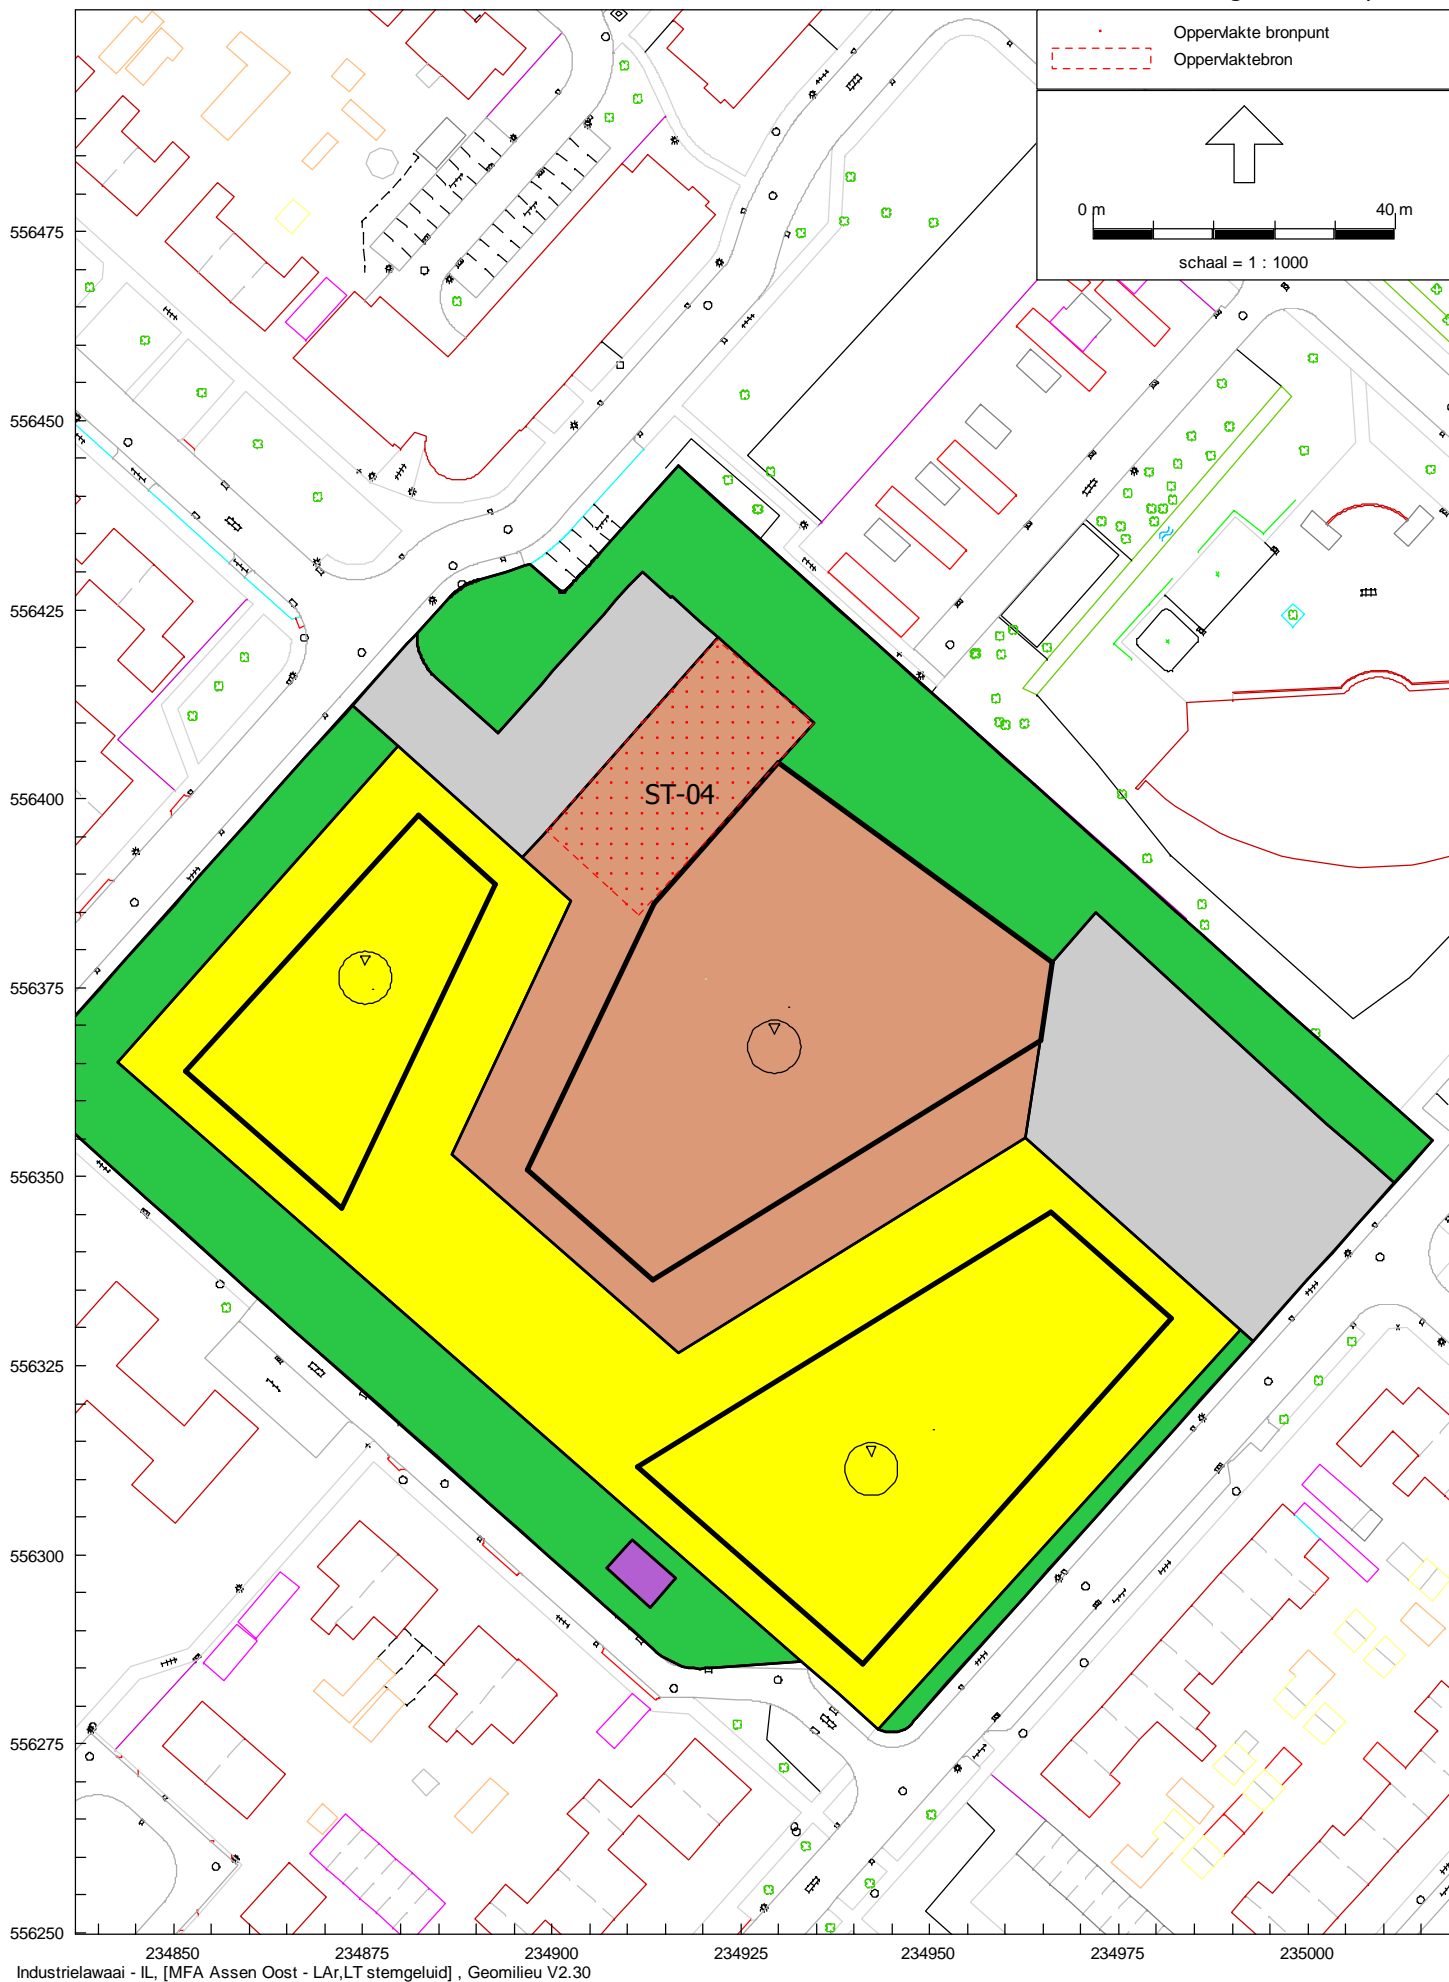 Oppervlakte bronpunt
Oppervlaktebron
0 m 40 m
schaal = 1 : 1000
556475
556450
556425
556400
556375
556350
556325
556300
556275
556250
ST-04
234850 234875 234900 234925 234950 234975 235000
Industrielawaai - IL, [MFA Assen Oost - LAr,LT stemgeluid] , Geomilieu V2.30